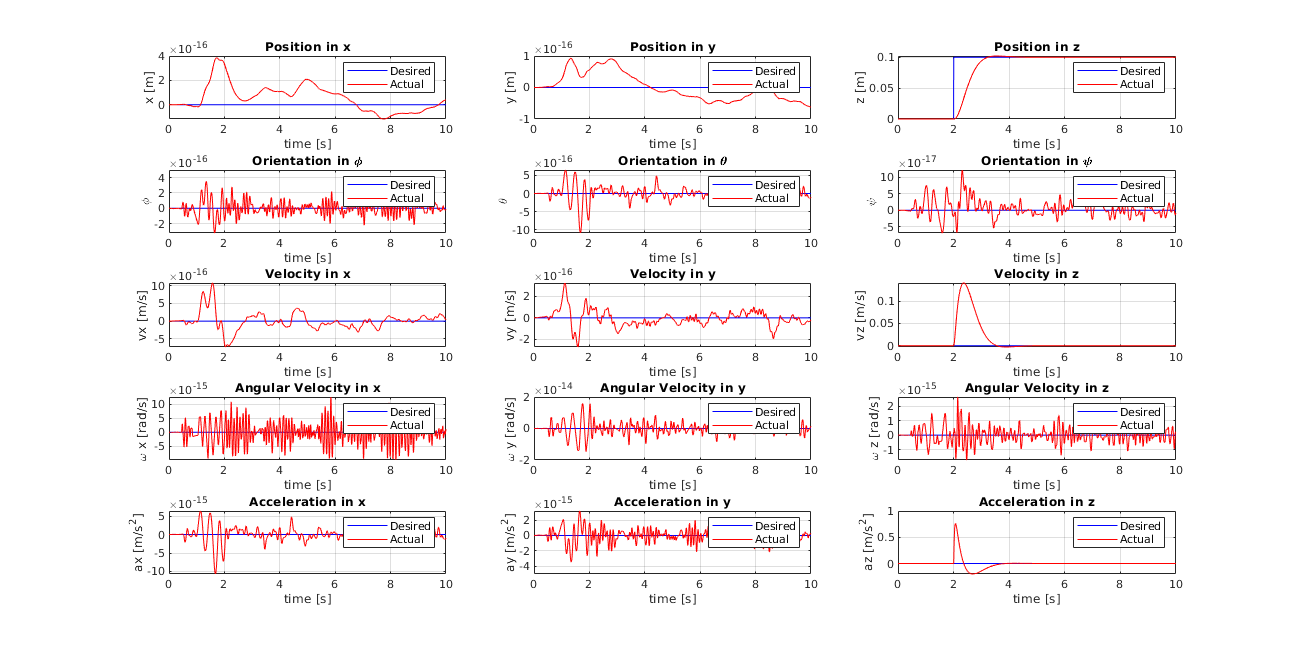 ×10-16
Position in x
4
2
0
x [m]
Desired
Actual
0 2 4 6 8 10
time [s]
×10-16
Position in y
1
0
-1
y [m]
Desired
Actual
0 2 4 6 8 10
time [s]
Position in z
0.1
0.05
0
z [m]
Desired
Actual
0 2 4 6 8 10
time [s]
×10-16
Orientation in ϕ
4
2
0
-2
ϕ
Desired
Actual
0 2 4 6 8 10
time [s]
×10-16
Orientation in θ
5
0
-5
-10
θ
Desired
Actual
0 2 4 6 8 10
time [s]
×10-17
Orientation in ψ
10
5
0
-5
ψ
Desired
Actual
0 2 4 6 8 10
time [s]
×10-16
Velocity in x
10
5
0
-5
vx [m/s]
Desired
Actual
0 2 4 6 8 10
time [s]
×10-16
Velocity in y
2
0
-2
vy [m/s]
Desired
Actual
0 2 4 6 8 10
time [s]
Velocity in z
0.1
0.05
0
vz [m/s]
Desired
Actual
0 2 4 6 8 10
time [s]
×10-15
Angular Velocity in x
10
5
0
-5
ω x [rad/s]
Desired
Actual
0 2 4 6 8 10
time [s]
×10-14
Angular Velocity in y
2
0
-2
ω y [rad/s]
Desired
Actual
0 2 4 6 8 10
time [s]
×10-15
Angular Velocity in z
2
1
0
-1
ω z [rad/s]
Desired
Actual
0 2 4 6 8 10
time [s]
×10-15
Acceleration in x
5
0
-5
-10
ax [m/s2]
Desired
Actual
0 2 4 6 8 10
time [s]
×10-15
Acceleration in y
2
0
-2
-4
ay [m/s2]
Desired
Actual
0 2 4 6 8 10
time [s]
Acceleration in z
1
0.5
0
az [m/s2]
Desired
Actual
0 2 4 6 8 10
time [s]